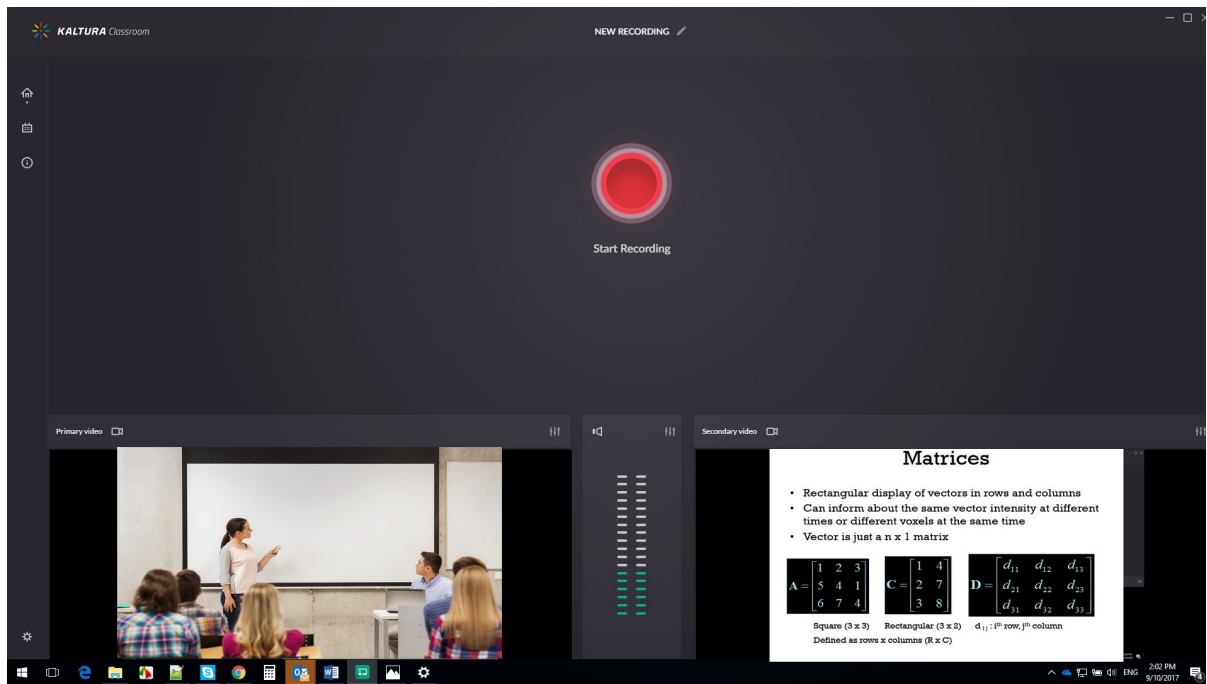 KALTURA Classroom
NEW RECORDING
Start Recording
Primary video
Secondary video
Matrices
• Rectangular display of vectors in rows and columns
• Can inform about the same vector intensity at different
times or different voxels at the same time
• Vector is just a n x 1 matrix
A = [1 2 3
5 4 1
6 7 4]
C = [1 4
2 7
3 8]
D = [d11 d12 d13
d21 d22 d23
d31 d32 d33]
Square (3 x 3) Rectangular (3 x 2) d i j : ith row, jth column
Defined as rows x columns (R x C)
ENG
2:02 PM
9/10/2017
4